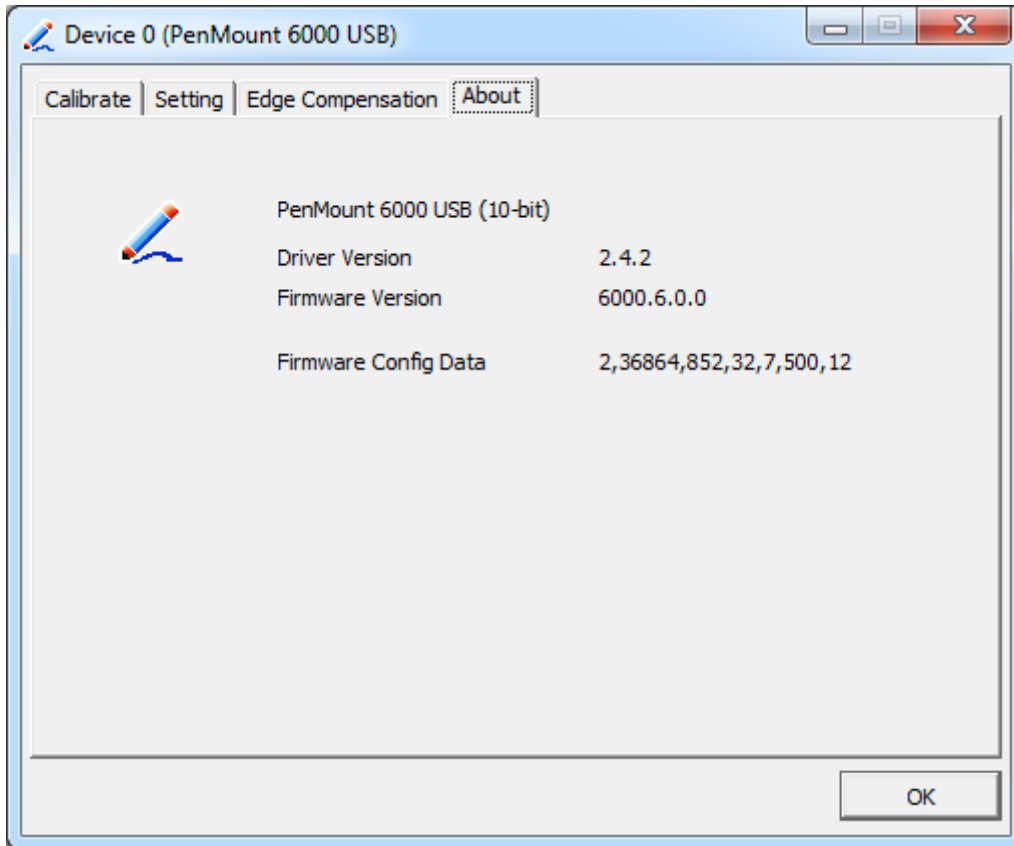 Device 0 (PenMount 6000 USB)
Calibrate Setting Edge Compensation About
PenMount 6000 USB (10-bit)
Driver Version 2.4.2
Firmware Version 6000.6.0.0
Firmware Config Data 2,36864,852,32,7,500,12
OK